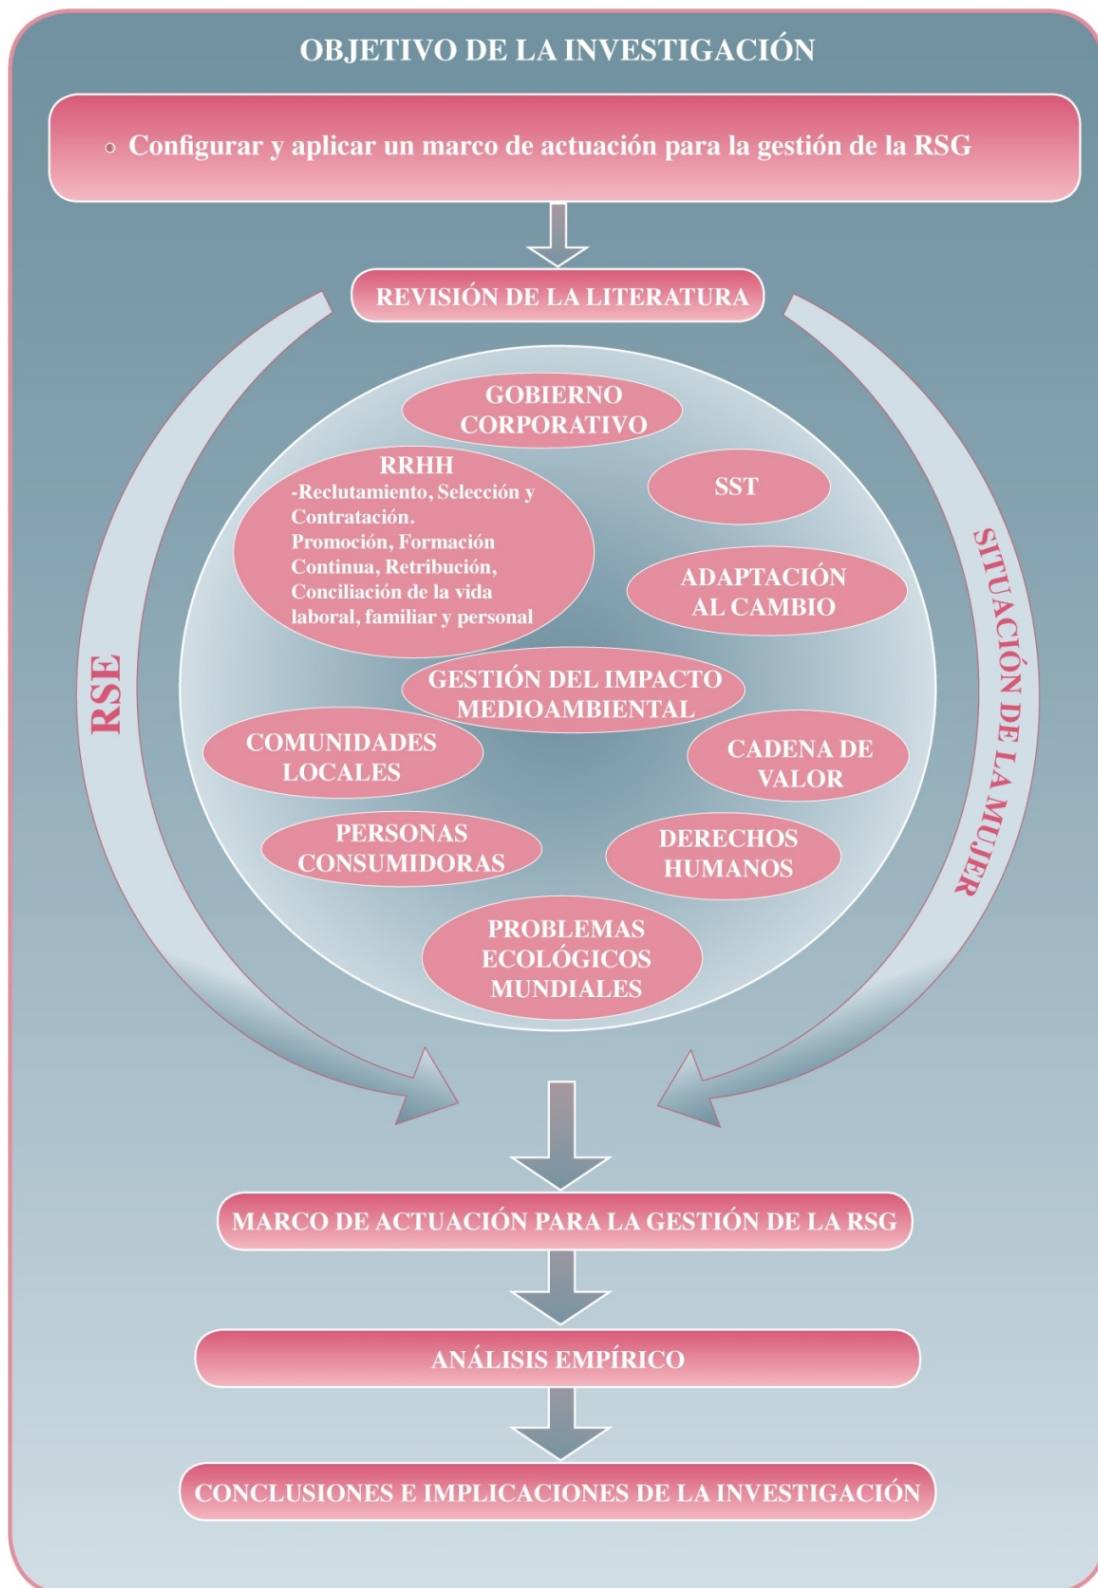 OBJETIVO DE LA INVESTIGACIÓN
Configurar y aplicar un marco de actuación para la gestión de la RSG
REVISIÓN DE LA LITERATURA
GOBIERNO
CORPORATIVO
RRHH
-Reclutamiento, Selección y
Contratación.
Promoción, Formación
Continua, Retribución,
Conciliación de la vida
laboral, familiar y personal
SST
ADAPTACIÓN
AL CAMBIO
GESTIÓN DEL IMPACTO
MEDIOAMBIENTAL
COMUNIDADES
LOCALES
CADENA DE
VALOR
PERSONAS
CONSUMIDORAS
DERECHOS
HUMANOS
PROBLEMAS
ECOLÓGICOS
MUNDIALES
RSE
SITUACIÓN DE LA MUJER
MARCO DE ACTUACIÓN PARA LA GESTIÓN DE LA RSG
ANÁLISIS EMPÍRICO
CONCLUSIONES E IMPLICACIONES DE LA INVESTIGACIÓN